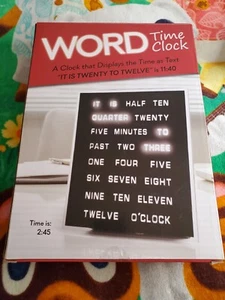 WORD Time
Clock
A Clock that Displays the Time as Text
"IT IS TWENTY TO TWELVE" is 11:40
IT IS HALF TEN
QUARTER TWENTY
FIVE MINUTES TO
PAST TWO THREE
ONE FOUR FIVE
SIX SEVEN EIGHT
NINE TEN ELEVEN
TWELVE O'CLOCK
Time is:
2:45